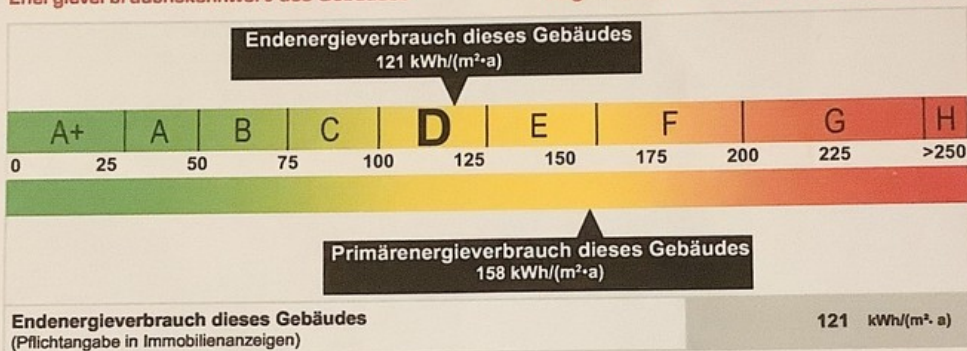 Endenergieverbrauch dieses Gebäudes
121 kWh/(m²•a)
A+ A B C D E F G H
0 25 50 75 100 125 150 175 200 225 >250
Primärenergieverbrauch dieses Gebäudes
158 kWh/(m²•a)
Endenergieverbrauch dieses Gebäudes 121 kWh/(m²· a)
(Pflichtangabe in Immobilienanzeigen)